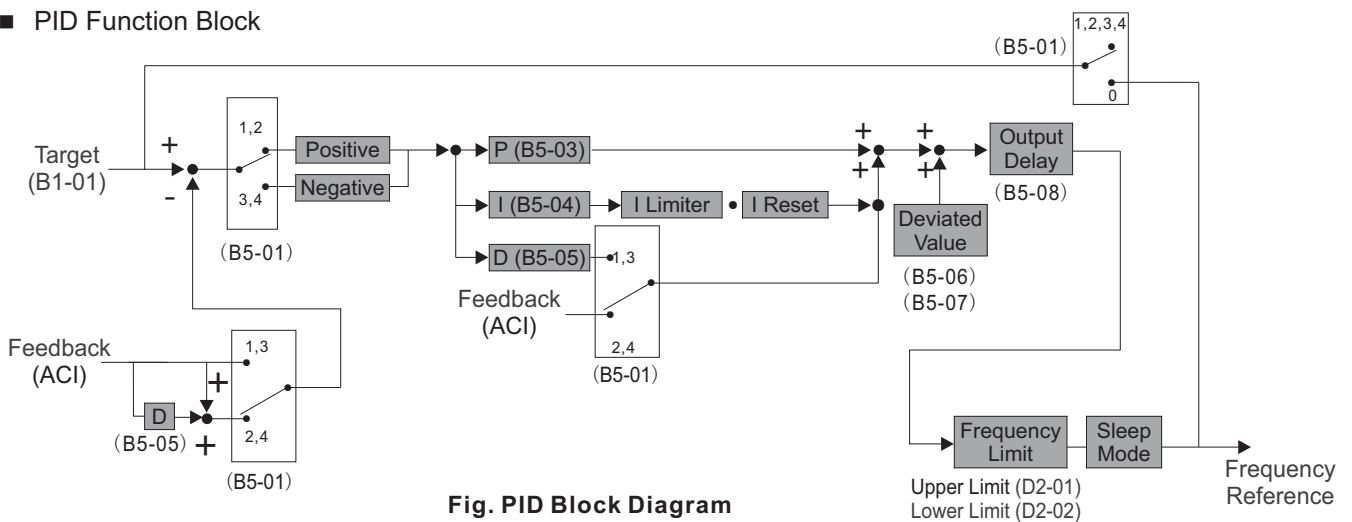 ■ PID Function Block
1,2,3,4
(B5-01)
0
Target
(B1-01)
+
-
1,2
3,4
(B5-01)
Positive
Negative
P (B5-03)
I (B5-04)
I Limiter
I Reset
D (B5-05)
1,3
2,4
(B5-01)
Feedback
(ACI)
+
+
+
+
Deviated
Value
(B5-06)
(B5-07)
Output
Delay
(B5-08)
Feedback
(ACI)
D
(B5-05)
+
+
1,3
2,4
(B5-01)
Frequency
Limit
Upper Limit (D2-01)
Lower Limit (D2-02)
Sleep
Mode
Frequency
Reference
Fig. PID Block Diagram